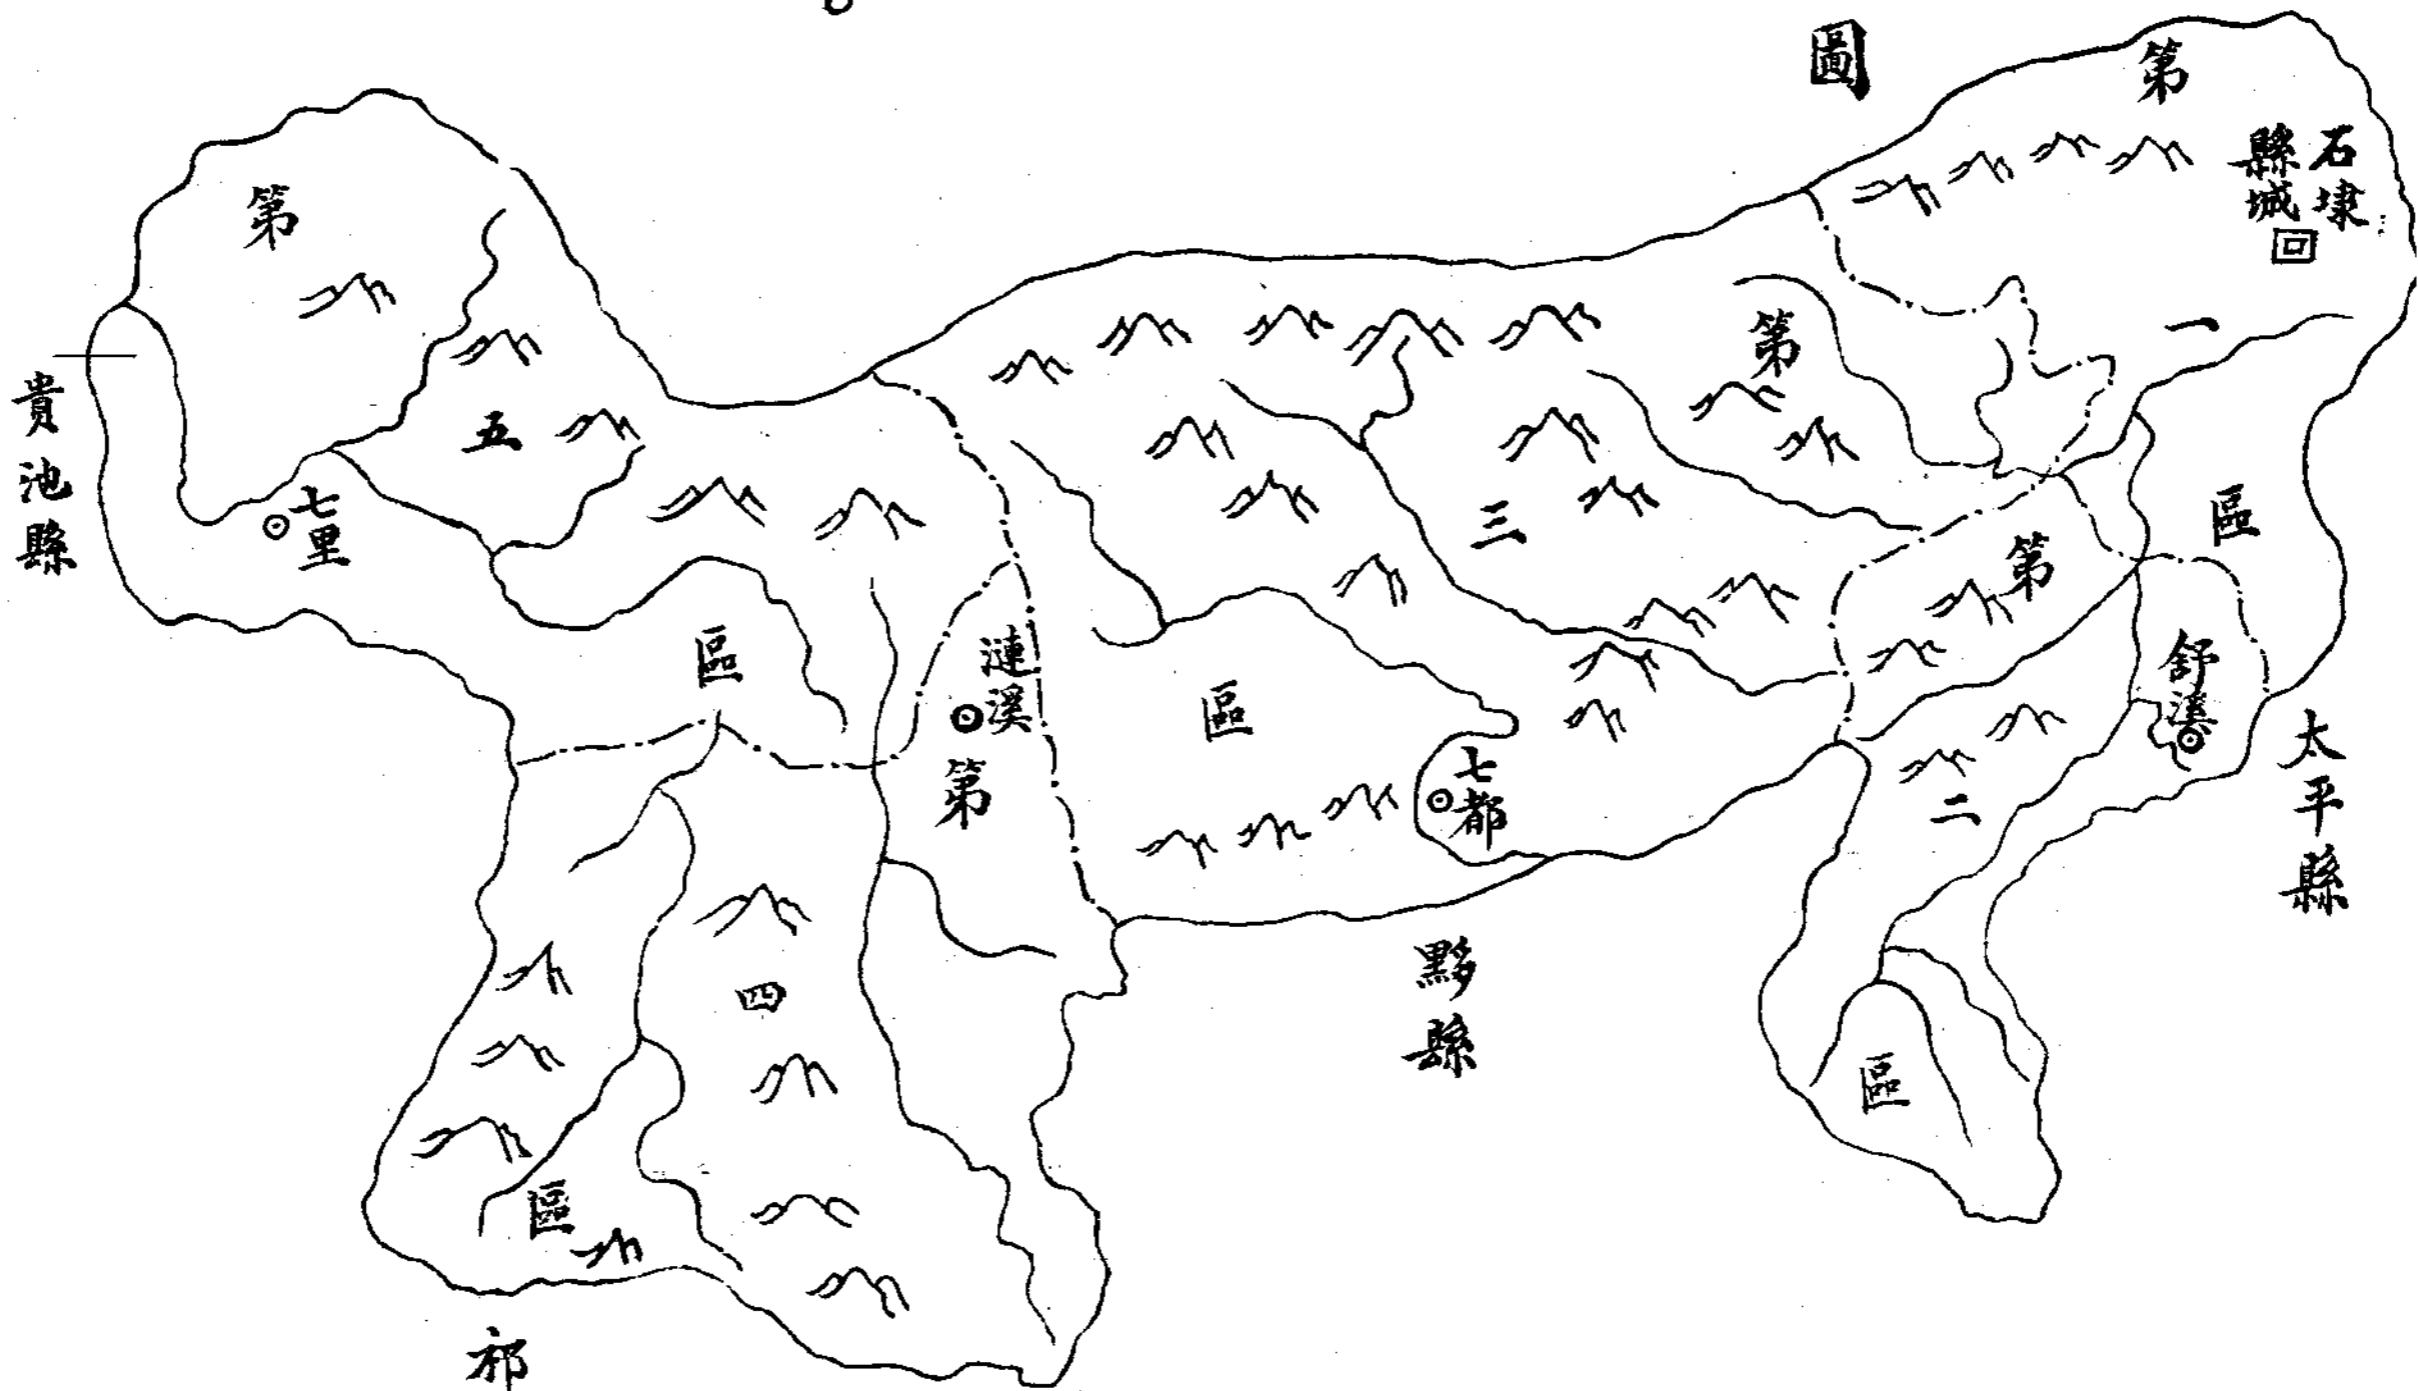 圖
石埭
縣城
第一區
第二區
舒溪
第三區
七都
第四區
漣溪
第五區
七里
太平縣
黟縣
祁
貴池縣